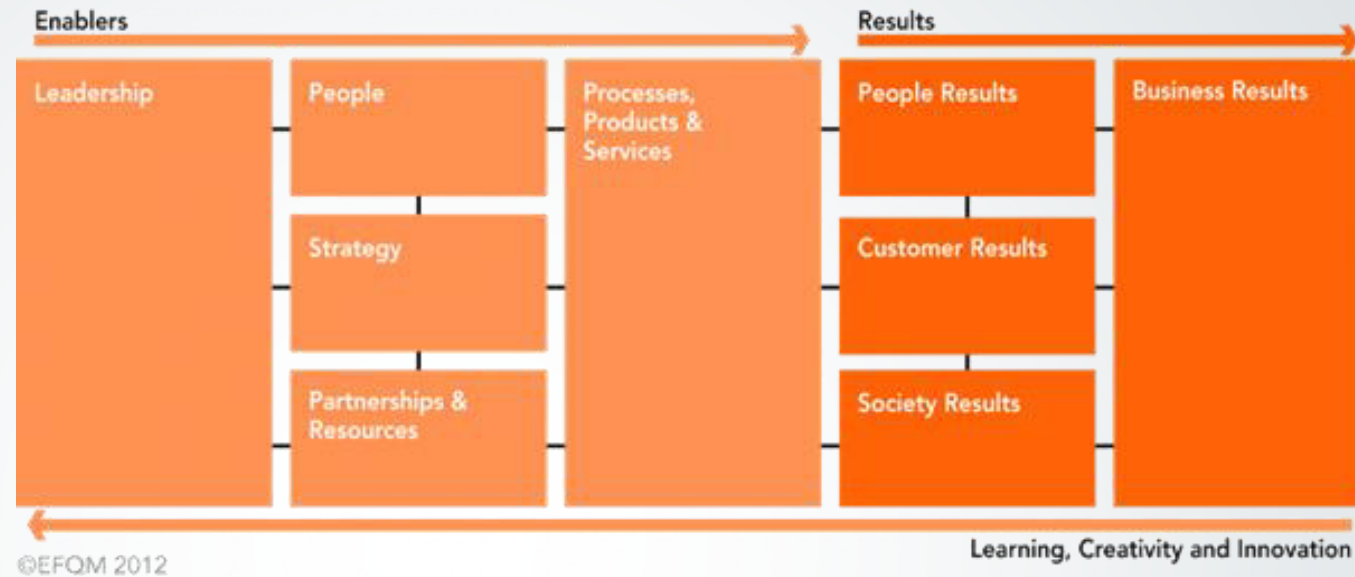 Enablers
Results
Leadership
People
Processes,
Products &
Services
People Results
Business Results
Strategy
Customer Results
Partnerships &
Resources
Society Results
Learning, Creativity and Innovation
©EFQM 2012